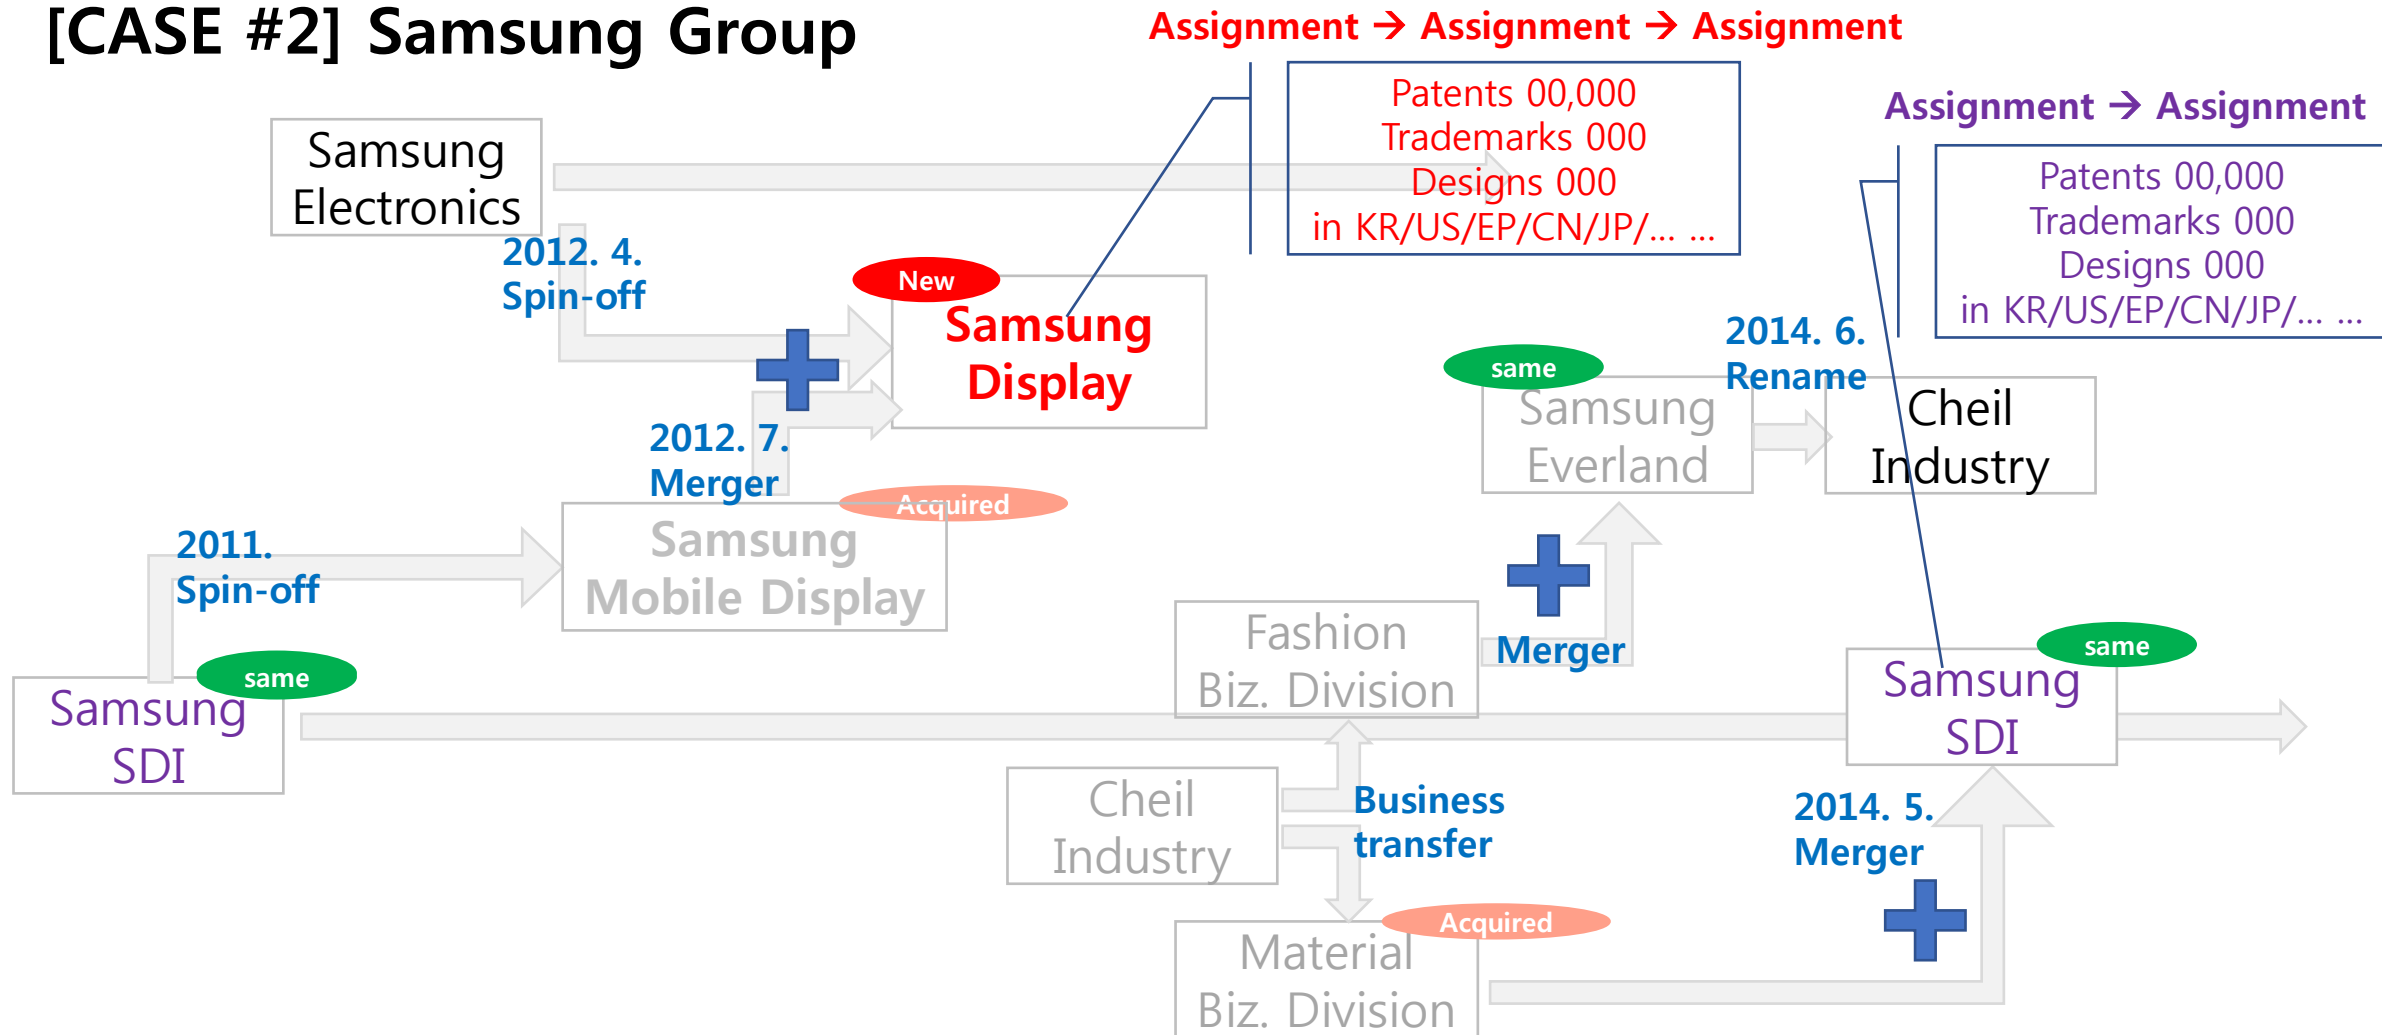 [CASE #2] Samsung Group
Assignment → Assignment → Assignment
Patents 00,000
Trademarks 000
Designs 000
in KR/US/EP/CN/JP/... ...
Assignment → Assignment
Patents 00,000
Trademarks 000
Designs 000
in KR/US/EP/CN/JP/... ...
Samsung
Electronics
2012. 4.
Spin-off
New
Samsung
Display
2012. 7.
Merger
Acquired
Samsung
Mobile Display
2011.
Spin-off
same
Samsung
SDI
same
Samsung
Everland
2014. 6.
Rename
Cheil
Industry
Merger
Fashion
Biz. Division
Cheil
Industry
Business
transfer
Acquired
Material
Biz. Division
2014. 5.
Merger
same
Samsung
SDI